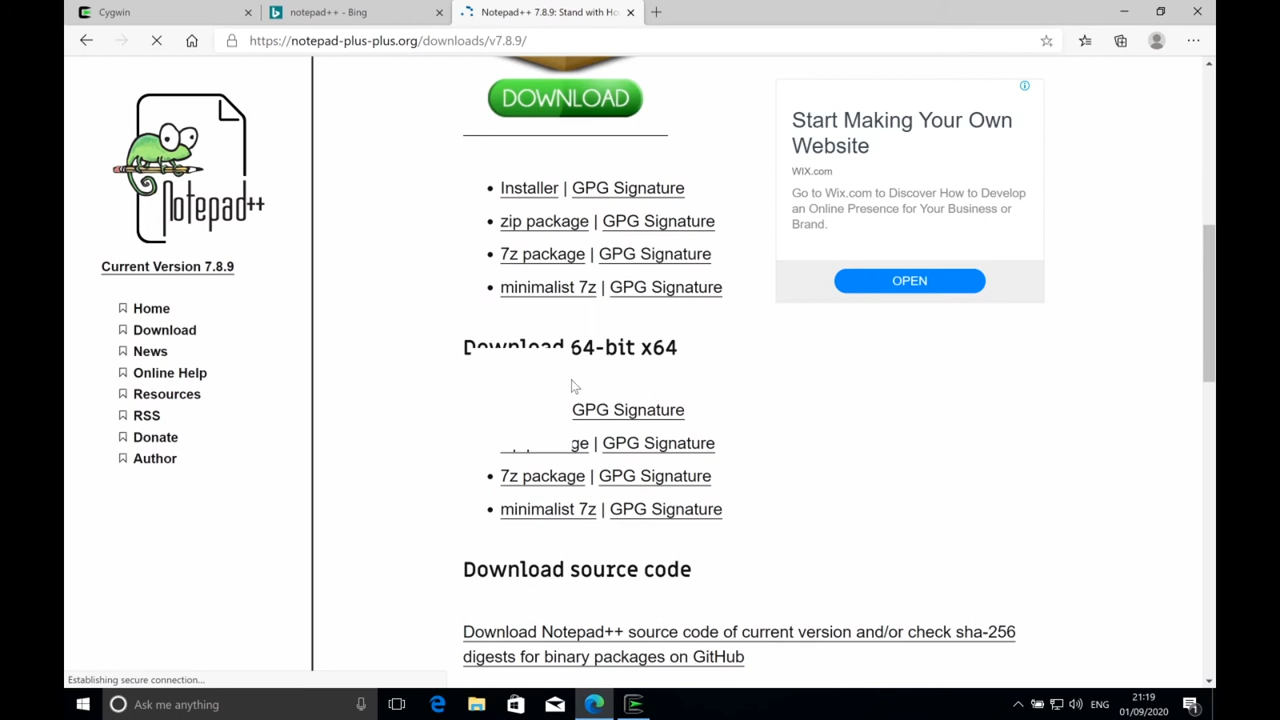 Cygwin
notepad++ - Bing
Notepad++ 7.8.9: Stand with Ho
https://notepad-plus-plus.org/downloads/v7.8.9/
Notepad++
Current Version 7.8.9
Home
Download
News
Online Help
Resources
RSS
Donate
Author
DOWNLOAD
Installer | GPG Signature
zip package | GPG Signature
7z package | GPG Signature
minimalist 7z | GPG Signature
64-bit x64
GPG Signature
ge | GPG Signature
7z package | GPG Signature
minimalist 7z | GPG Signature
Download source code
Download Notepad++ source code of current version and/or check sha-256
digests for binary packages on GitHub
Start Making Your Own
Website
WIX.com
Go to Wix.com to Discover How to Develop
an Online Presence for Your Business or
Brand.
OPEN
Establishing secure connection...
Ask me anything
ENG
21:19
01/09/2020
1